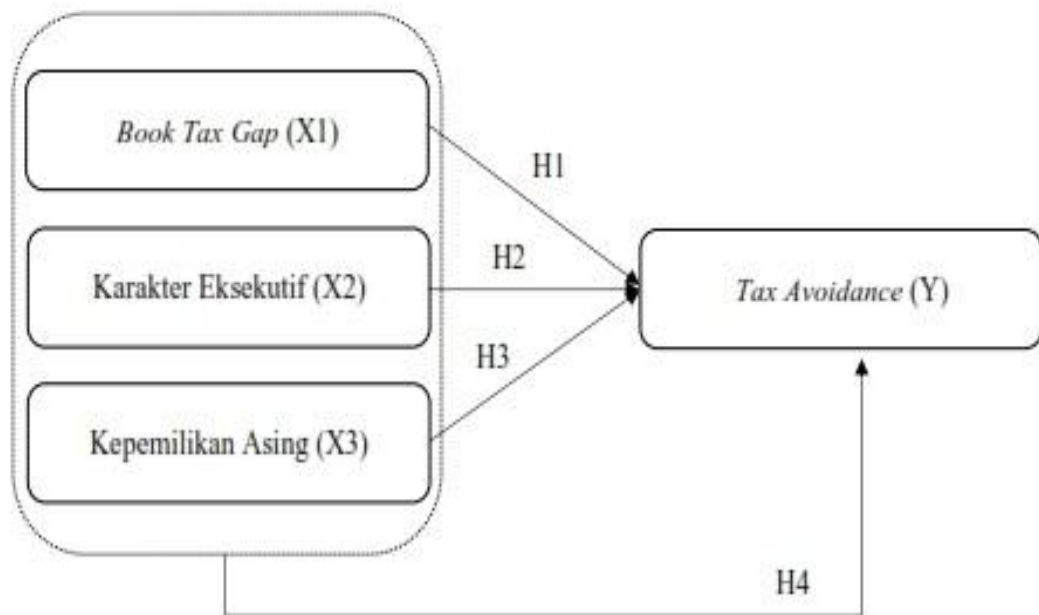 Book Tax Gap (X1)
H1
Karakter Eksekutif (X2)
H2
Tax Avoidance (Y)
H3
Kepemilikan Asing (X3)
H4